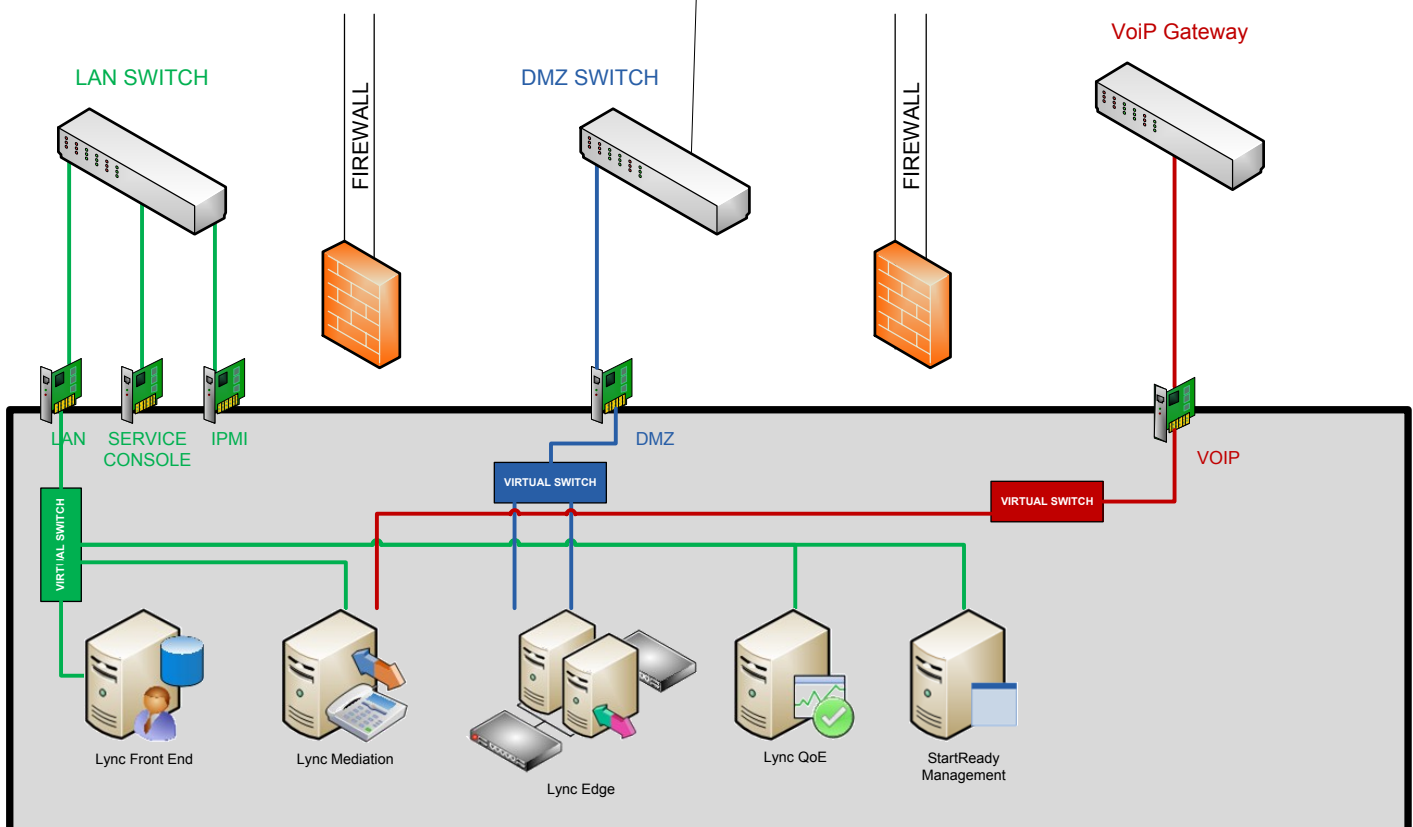 VoiP Gateway
LAN SWITCH
DMZ SWITCH
FIREWALL
FIREWALL
LAN
SERVICE
CONSOLE
IPMI
DMZ
VOIP
VIRTUAL SWITCH
VIRTUAL SWITCH
VIRTUAL SWITCH
Lync Front End
Lync Mediation
Lync Edge
Lync QoE
StartReady
Management